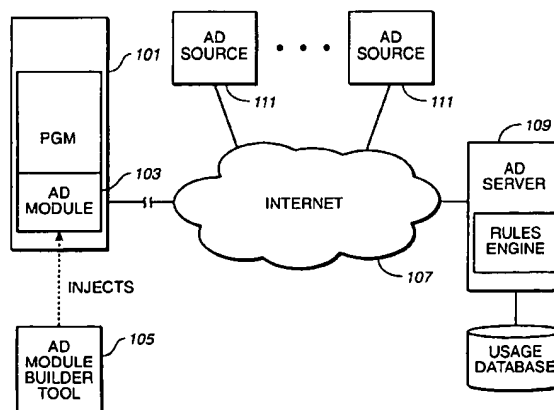 101
AD
SOURCE
• • •
AD
SOURCE
111
111
PGM
103
AD
MODULE
INTERNET
107
109
AD
SERVER
RULES
ENGINE
INJECTS
105
AD
MODULE
BUILDER
TOOL
USAGE
DATABASE